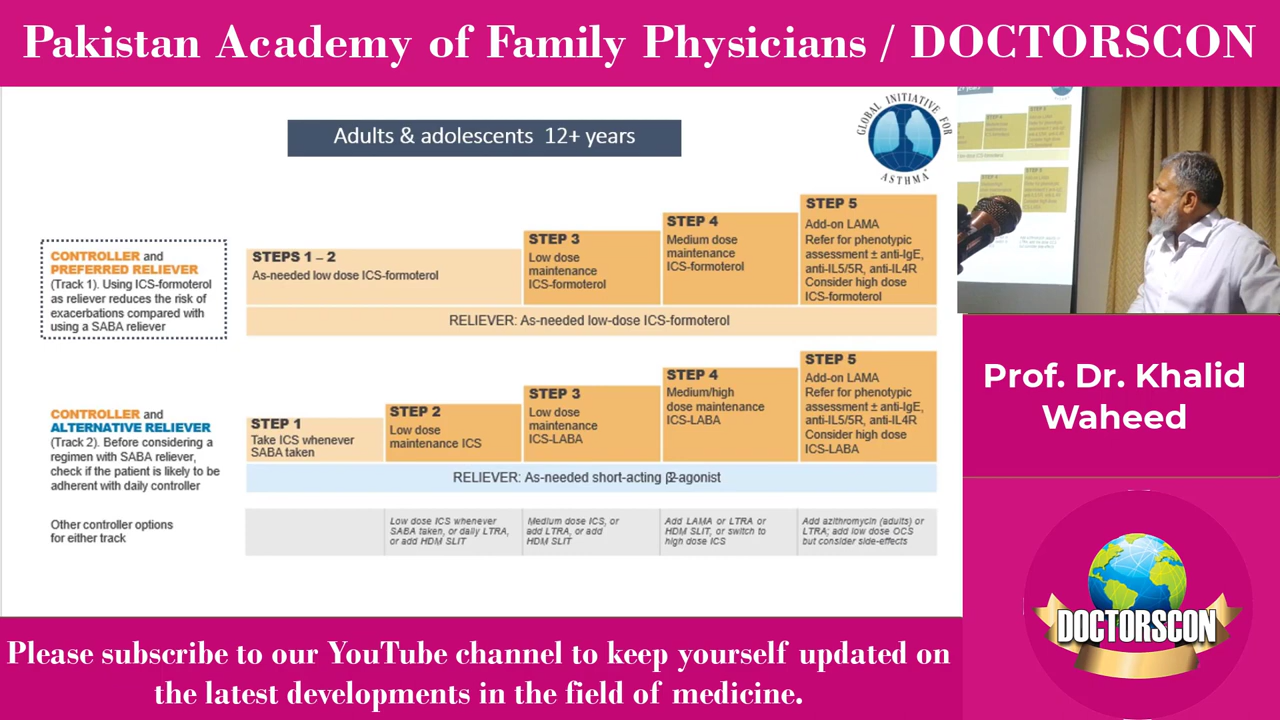 Pakistan Academy of Family Physicians / DOCTORSCON
Adults & adolescents 12+ years
GLOBAL INITIATIVE FOR
ASTHMA
CONTROLLER and
PREFERRED RELIEVER
(Track 1). Using ICS-formoterol
as reliever reduces the risk of
exacerbations compared with
using a SABA reliever
STEPS 1 – 2
As-needed low dose ICS-formoterol
STEP 3
Low dose
maintenance
ICS-formoterol
STEP 4
Medium dose
maintenance
ICS-formoterol
STEP 5
Add-on LAMA
Refer for phenotypic
assessment ± anti-IgE,
anti-IL5/5R, anti-IL4R
Consider high dose
ICS-formoterol
RELIEVER: As-needed low-dose ICS-formoterol
CONTROLLER and
ALTERNATIVE RELIEVER
(Track 2). Before considering a
regimen with SABA reliever,
check if the patient is likely to be
adherent with daily controller
STEP 1
Take ICS whenever
SABA taken
STEP 2
Low dose
maintenance ICS
STEP 3
Low dose
maintenance
ICS-LABA
STEP 4
Medium/high
dose maintenance
ICS-LABA
STEP 5
Add-on LAMA
Refer for phenotypic
assessment ± anti-IgE,
anti-IL5/5R, anti-IL4R
Consider high dose
ICS-LABA
RELIEVER: As-needed short-acting β2-agonist
Other controller options
for either track
Low dose ICS whenever
SABA taken, or daily LTRA,
or add HDM SLIT
Medium dose ICS, or
add LTRA, or add
HDM SLIT
Add LAMA or LTRA or
HDM SLIT, or switch to
high dose ICS
Add azithromycin (adults) or
LTRA; add low dose OCS
but consider side-effects
Prof. Dr. Khalid
Waheed
DOCTORSCON
Please subscribe to our YouTube channel to keep yourself updated on
the latest developments in the field of medicine.